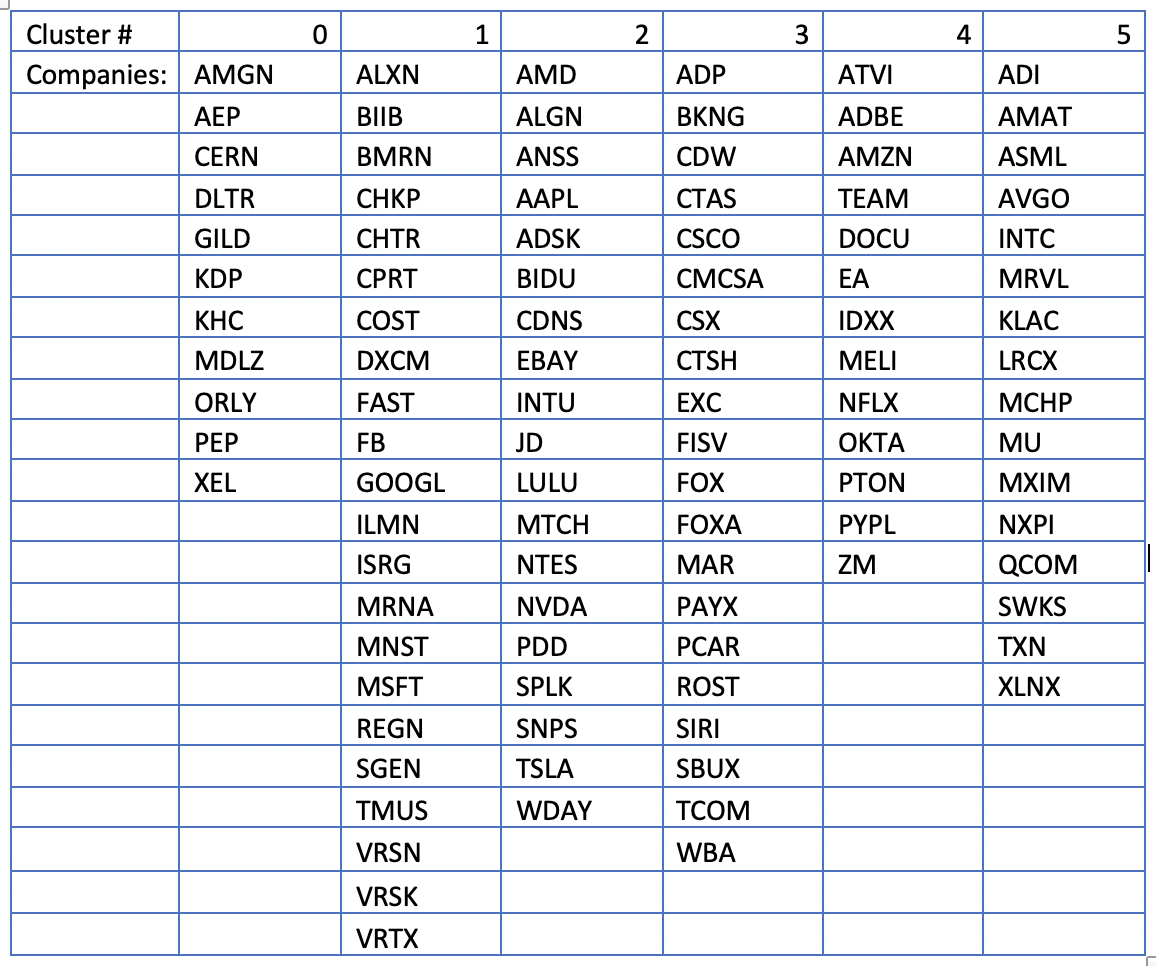 Cluster # 0 1 2 3 4 5
Companies: AMGN ALXN AMD ADP ATVI ADI
AEP BIIB ALGN BKNG ADBE AMAT
CERN BMRN ANSS CDW AMZN ASML
DLTR CHKP AAPL CTAS TEAM AVGO
GILD CHTR ADSK CSCO DOCU INTC
KDP CPRT BIDU CMCSA EA MRVL
KHC COST CDNS CSX IDXX KLAC
MDLZ DXCM EBAY CTSH MELI LRCX
ORLY FAST INTU EXC NFLX MCHP
PEP FB JD FISV OKTA MU
XEL GOOGL LULU FOX PTON MXIM
ILMN MTCH FOXA PYPL NXPI
ISRG NTES MAR ZM QCOM
MRNA NVDA PAYX SWKS
MNST PDD PCAR TXN
MSFT SPLK ROST XLNX
REGN SNPS SIRI
SGEN TSLA SBUX
TMUS WDAY TCOM
VRSN WBA
VRSK
VRTX